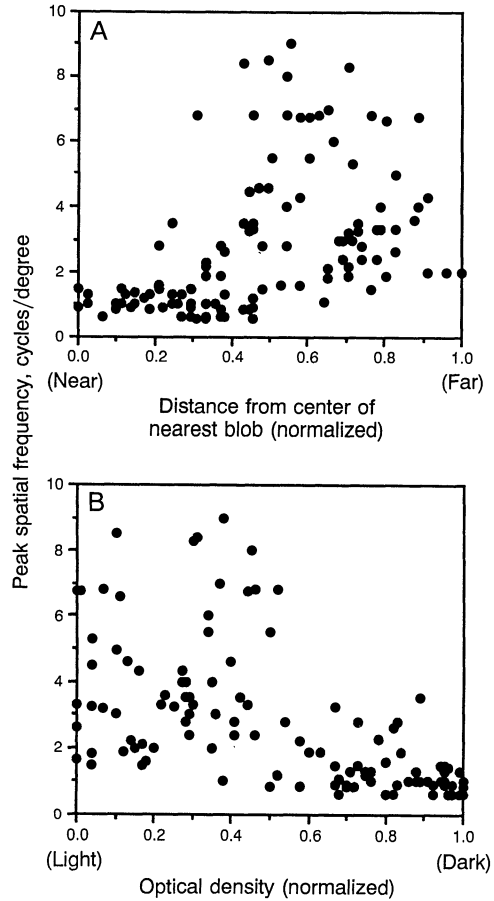 Peak spatial frequency, cycles/degree
A
10
8
6
4
2
0
0.0 0.2 0.4 0.6 0.8 1.0
(Near) (Far)
Distance from center of
nearest blob (normalized)
B
10
8
6
4
2
0
0.0 0.2 0.4 0.6 0.8 1.0
(Light) (Dark)
Optical density (normalized)